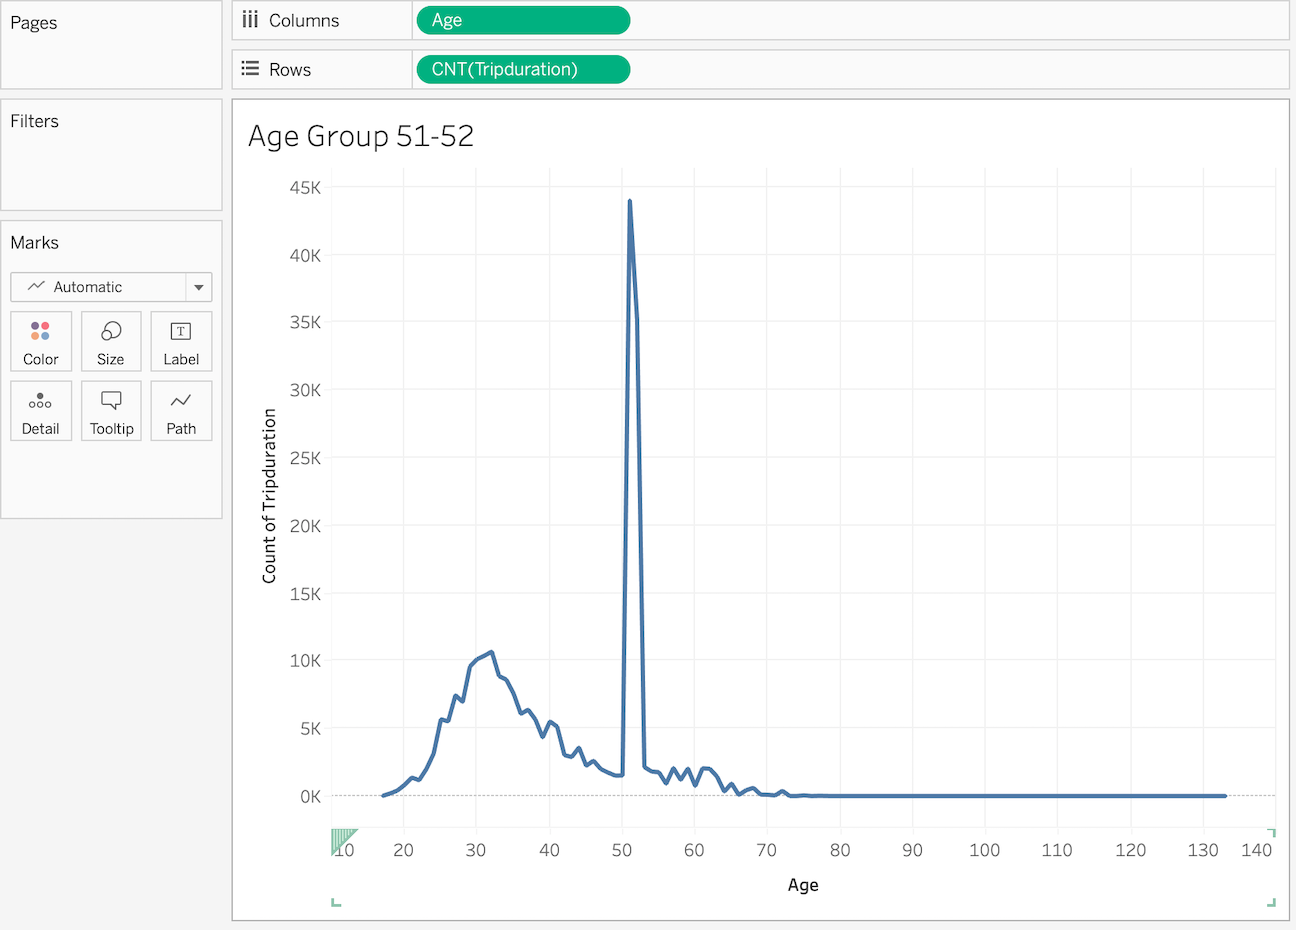 Pages
Columns
Age
Rows
CNT(Tripduration)
Filters
Marks
Automatic
Color
Size
T
Label
Detail
Tooltip
Path
Age Group 51-52
45K
40K
35K
30K
25K
20K
15K
10K
5K
0K
Count of Tripduration
10 20 30 40 50 60 70 80 90 100 110 120 130 140
Age